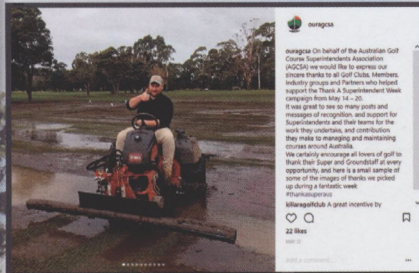 ouragcsa
ouragcsa On behalf of the Australian Golf
Course Superintendents Association
(AGCSA) we would like to express our
sincere thanks to all Golf Clubs, Members,
Industry groups and Partners who helped
support the Thank A Superintendent Week
campaign from May 14 – 20.
It was great to see so many posts and
messages of recognition, and support for
Superintendents and their teams for the
work they undertake, and contribution
they make to managing and maintaining
courses around Australia.
We certainly encourage all lovers of golf to
thank their Super and Groundstaff at every
opportunity, and here is a small sample of
some of the images of thanks we picked
up during a fantastic week
#thankasuperaus
killaragolfclub A great incentive by
22 likes
MAY 21
Add a comment...